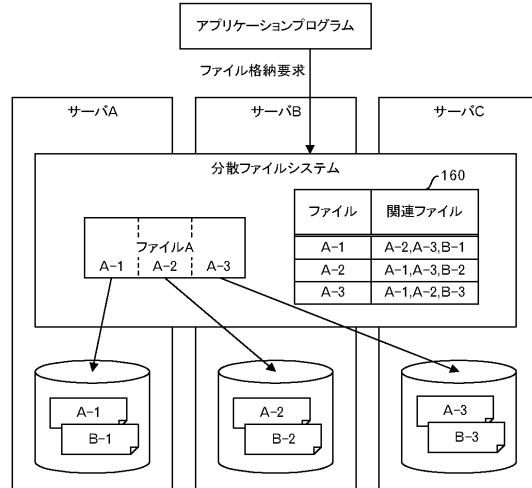 アプリケーションプログラム
ファイル格納要求
サーバA
サーバB
サーバC
分散ファイルシステム
160
ファイル 関連ファイル
A-1 A-2,A-3,B-1
A-2 A-1,A-3,B-2
A-3 A-1,A-2,B-3
ファイルA
A-1 A-2 A-3
A-1
B-1
A-2
B-2
A-3
B-3